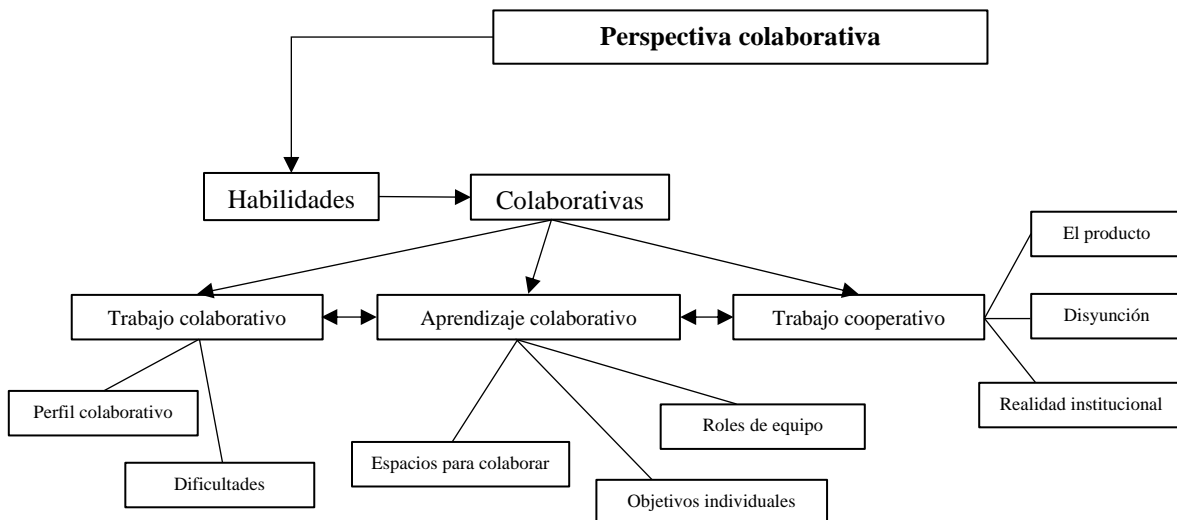 Perspectiva colaborativa
Habilidades
Colaborativas
El producto
Trabajo colaborativo
Aprendizaje colaborativo
Trabajo cooperativo
Disyunción
Perfil colaborativo
Realidad institucional
Roles de equipo
Espacios para colaborar
Dificultades
Objetivos individuales